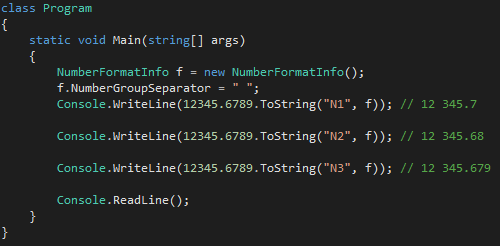 class Program
{
static void Main(string[] args)
{
NumberFormatInfo f = new NumberFormatInfo();
f.NumberGroupSeparator = " ";
Console.WriteLine(12345.6789.ToString("N1", f)); // 12 345.7
Console.WriteLine(12345.6789.ToString("N2", f)); // 12 345.68
Console.WriteLine(12345.6789.ToString("N3", f)); // 12 345.679
Console.ReadLine();
}
}